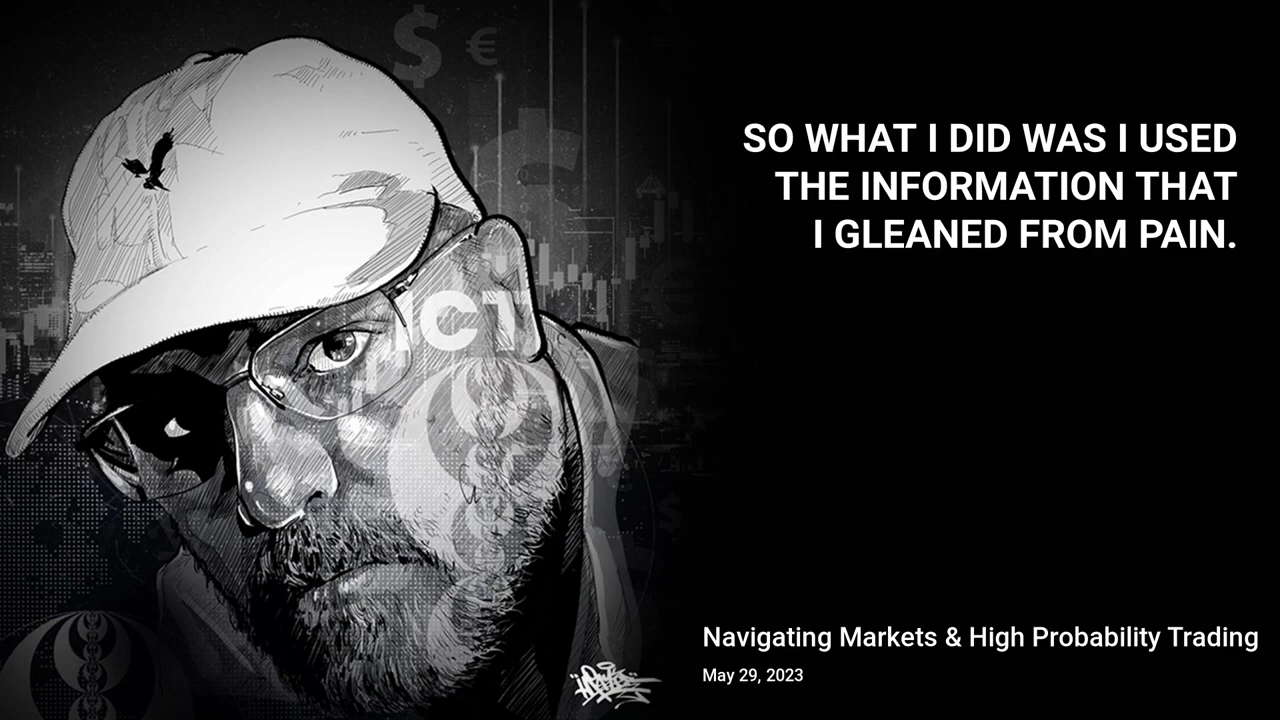 $ €
ICT
SO WHAT I DID WAS I USED
THE INFORMATION THAT
I GLEANED FROM PAIN.
Navigating Markets & High Probability Trading
May 29, 2023